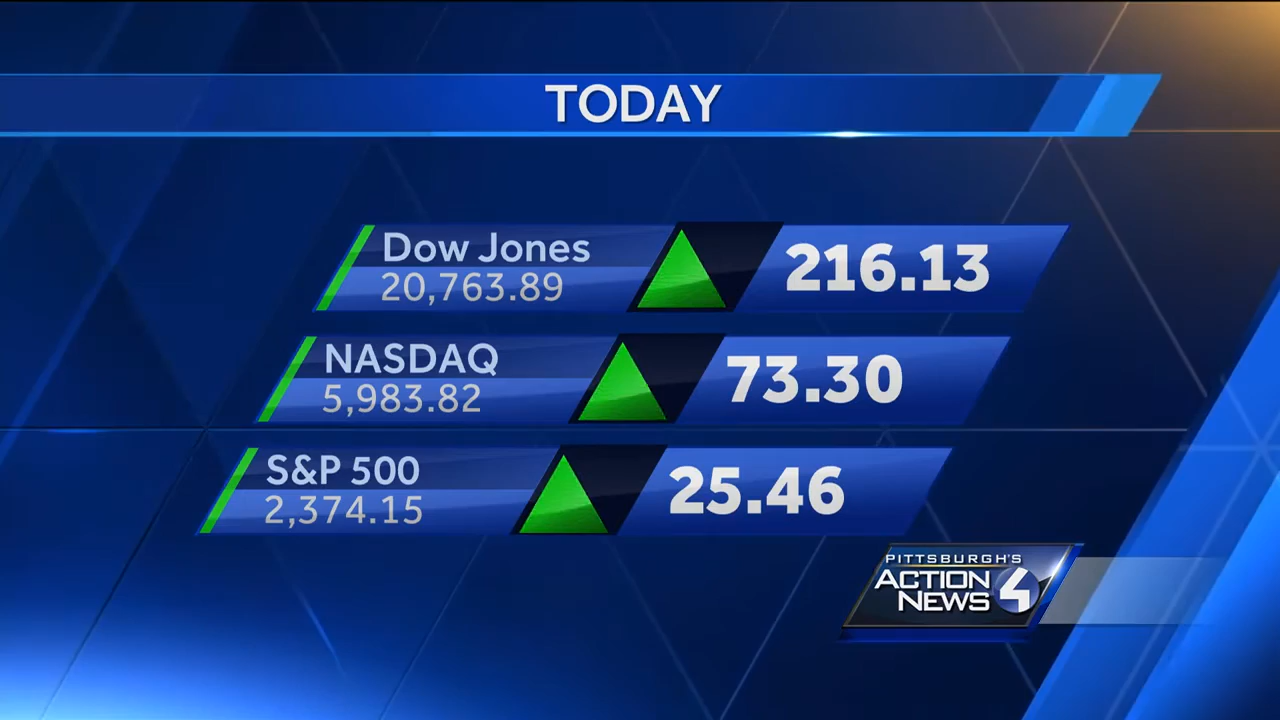 TODAY
Dow Jones
20,763.89
216.13
NASDAQ
5,983.82
73.30
S&P 500
2,374.15
25.46
PITTSBURGH'S
ACTION
NEWS 4